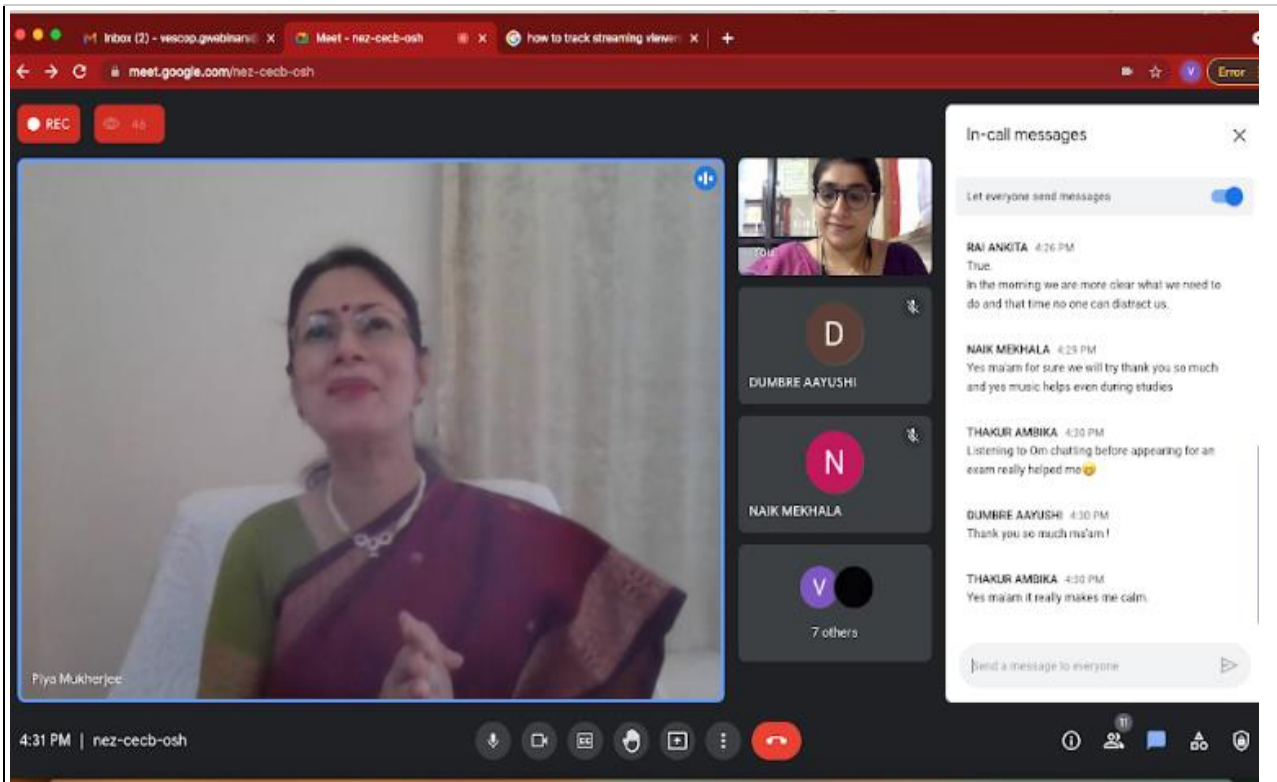 Inbox (2) - vescop.gwebinars
Meet - nez-cecb-osh
how to track streaming viewer
meet.google.com/nez-cecb-osh
V
Error
REC
46
In-call messages
Let everyone send messages
RAI ANKITA 4:26 PM
True.
In the morning we are more clear what we need to
do and that time no one can distract us.
NAIK MEKHALA 4:29 PM
Yes ma'am for sure we will try thank you so much
and yes music helps even during studies
THAKUR AMBIKA 4:30 PM
Listening to Om chatting before appearing for an
exam really helped me
DUMBRE AAYUSHI 4:30 PM
Thank you so much ma'am!
THAKUR AMBIKA 4:30 PM
Yes ma'am it really makes me calm.
Send a message to everyone
You
D
DUMBRE AAYUSHI
N
NAIK MEKHALA
V
7 others
Piya Mukherjee
4:31 PM | nez-cecb-osh
CC
11